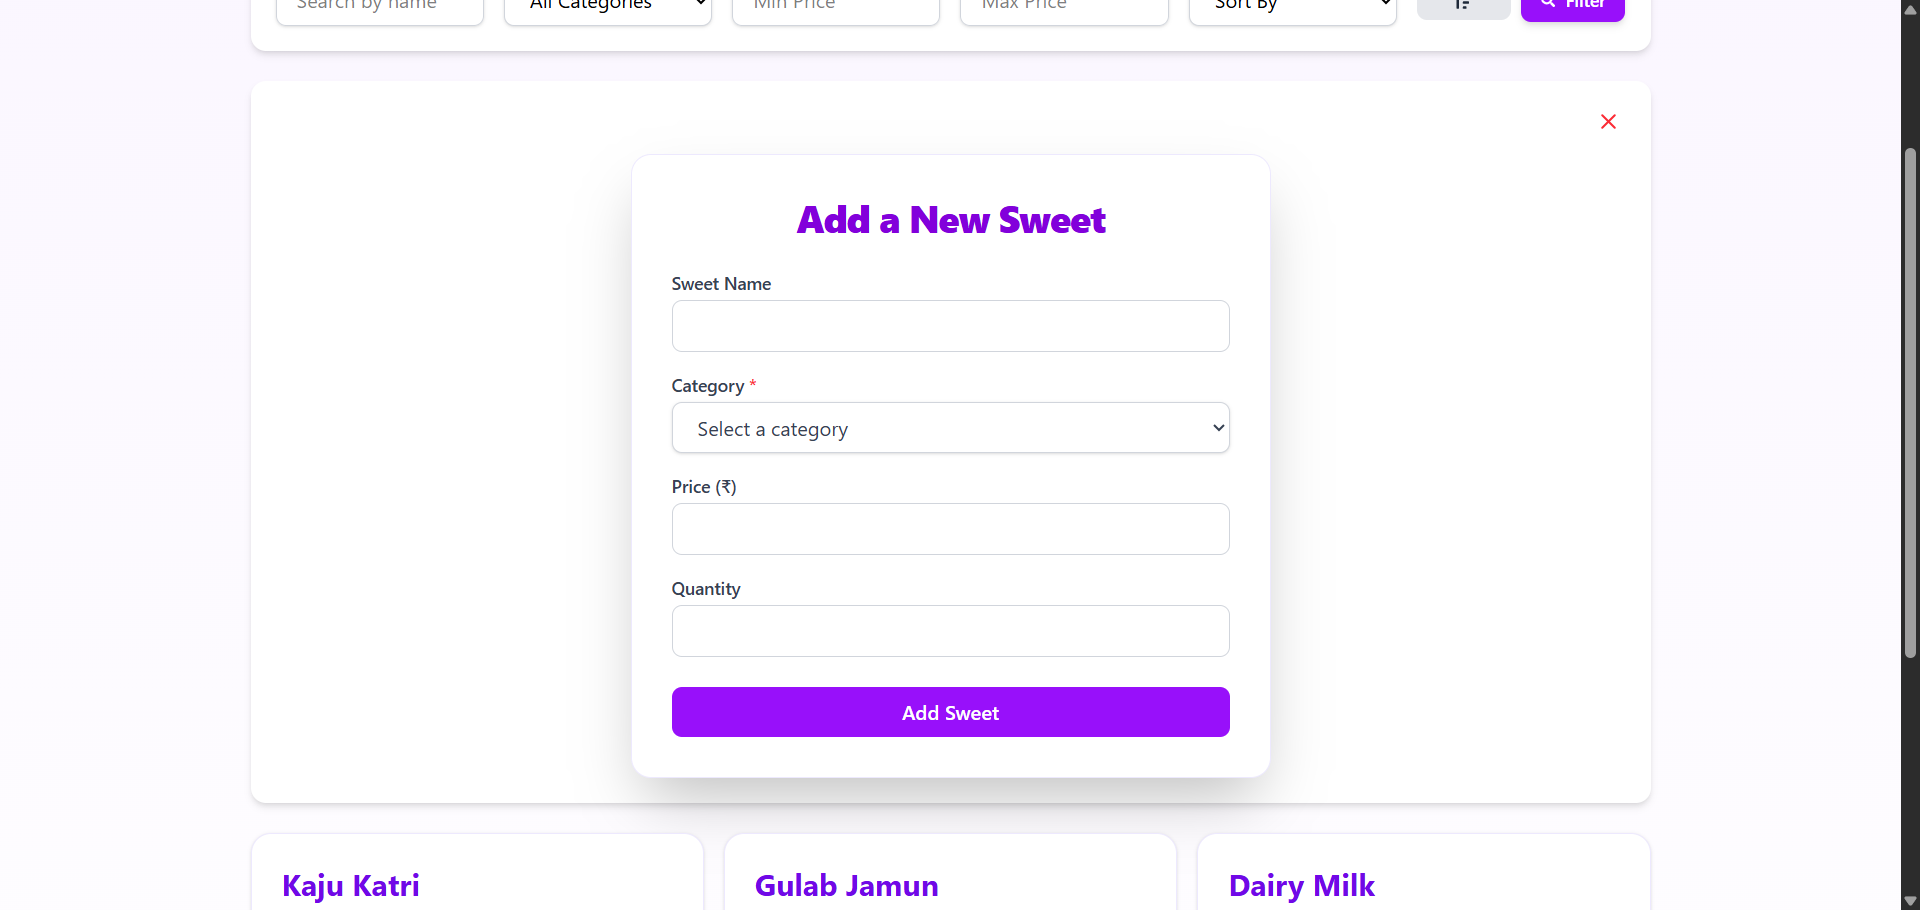 Search by name
All Categories
Min Price
Max Price
Sort By
Filter
Add a New Sweet
Sweet Name
Category *
Select a category
Price (₹)
Quantity
Add Sweet
Kaju Katri
Gulab Jamun
Dairy Milk